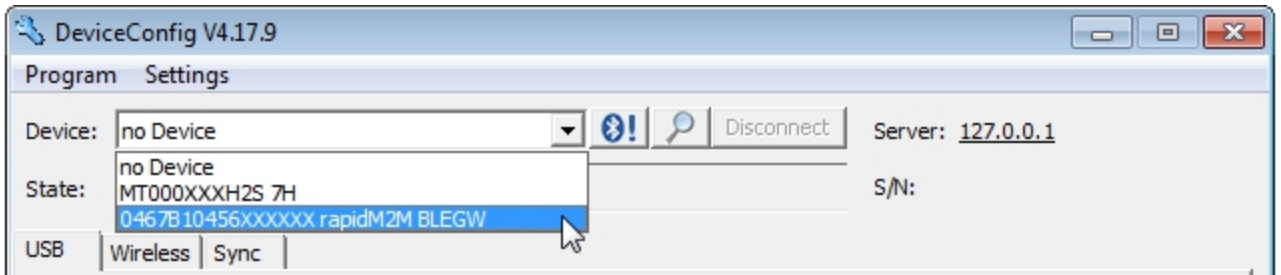 DeviceConfig V4.17.9
Program Settings
Device: no Device Disconnect Server: 127.0.0.1
no Device
State: MT000XXXH2S 7H S/N:
0467B10456XXXXXX rapidM2M BLEGW
USB Wireless Sync